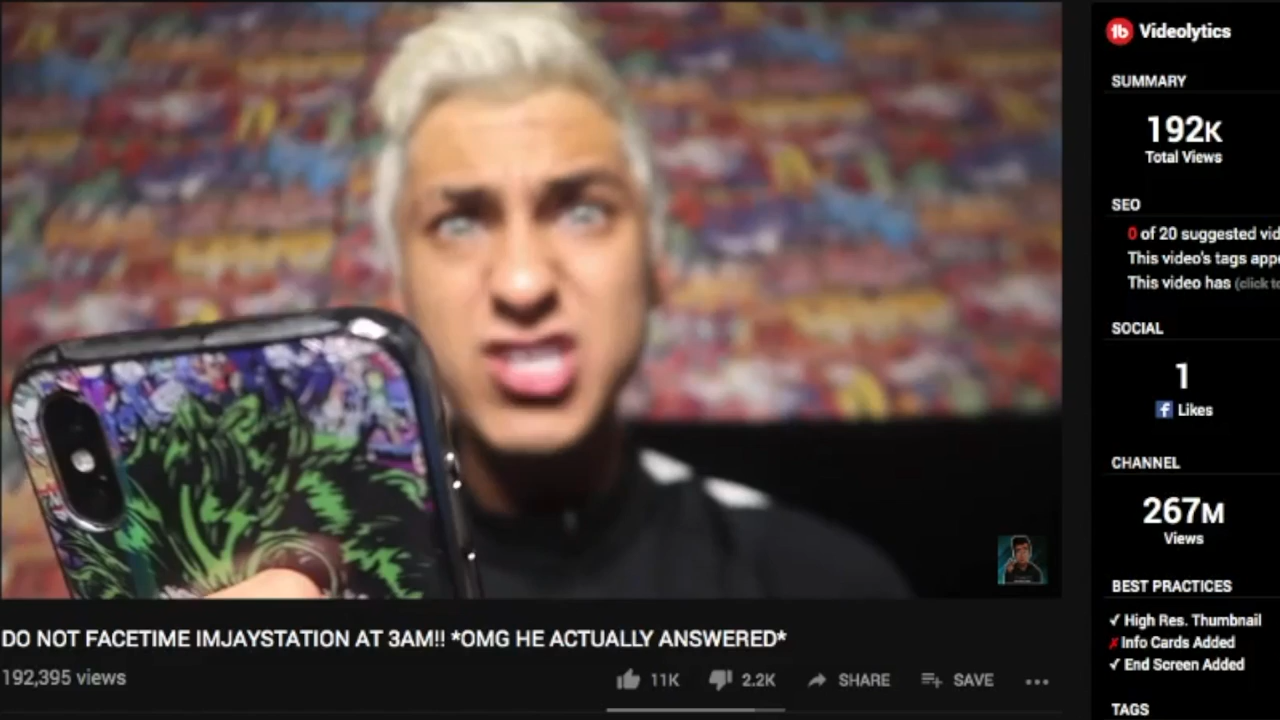 Videolytics
SUMMARY
192K
Total Views
SEO
0 of 20 suggested vid
This video's tags appe
This video has (click to
SOCIAL
1
Likes
CHANNEL
267M
Views
BEST PRACTICES
✓ High Res. Thumbnail
✗ Info Cards Added
✓ End Screen Added
TAGS
DO NOT FACETIME IMJAYSTATION AT 3AM!! *OMG HE ACTUALLY ANSWERED*
192,395 views
11K 2.2K SHARE SAVE